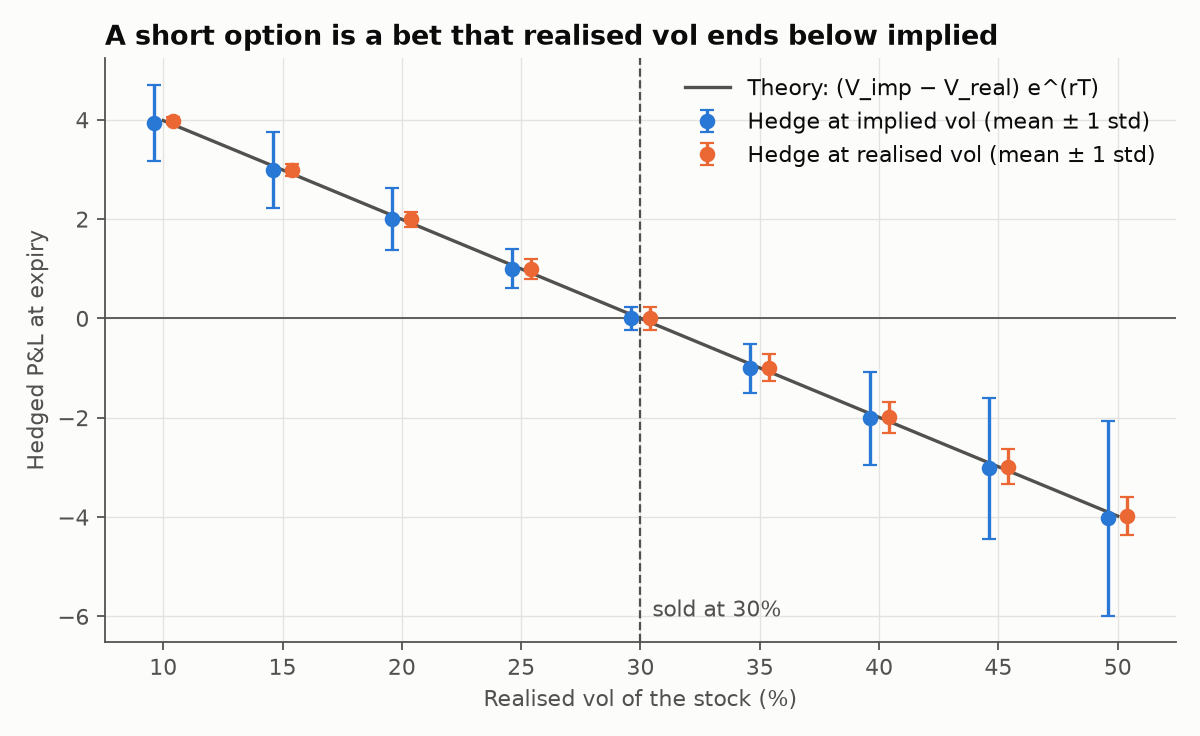 A short option is a bet that realised vol ends below implied
Theory: (V_imp − V_real) e^(rT)
Hedge at implied vol (mean ± 1 std)
Hedge at realised vol (mean ± 1 std)
Hedged P&L at expiry
4
2
0
−2
−4
−6
sold at 30%
10 15 20 25 30 35 40 45 50
Realised vol of the stock (%)